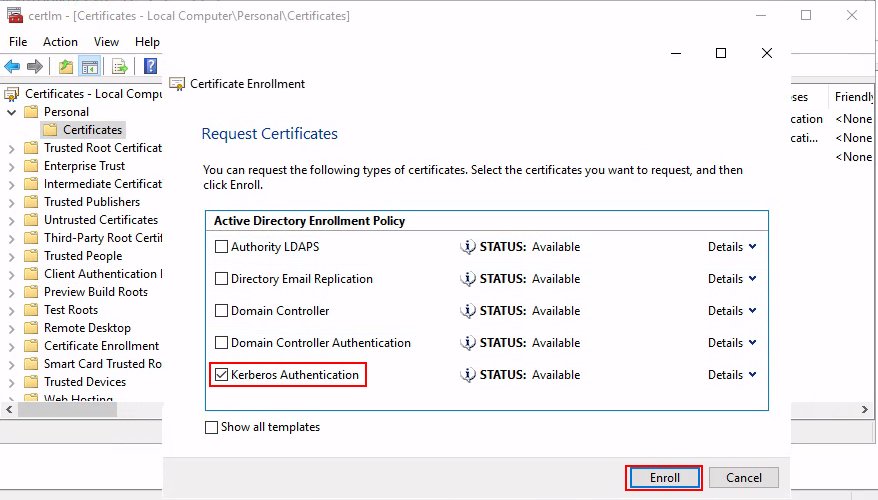 certlm - [Certificates - Local Computer\Personal\Certificates]
File Action View Help
Certificates - Local Compu
Personal
Certificates
Trusted Root Certificat
Enterprise Trust
Intermediate Certificat
Trusted Publishers
Untrusted Certificates
Third-Party Root Certif
Trusted People
Client Authentication I
Preview Build Roots
Test Roots
Remote Desktop
Certificate Enrollment
Smart Card Trusted Ro
Trusted Devices
Web Hosting
Certificate Enrollment
Request Certificates
You can request the following types of certificates. Select the certificates you want to request, and then
click Enroll.
Active Directory Enrollment Policy
Authority LDAPS STATUS: Available Details
Directory Email Replication STATUS: Available Details
Domain Controller STATUS: Available Details
Domain Controller Authentication STATUS: Available Details
Kerberos Authentication STATUS: Available Details
Show all templates
Enroll Cancel
oses Friendly
cation <None
cati... <None
<None